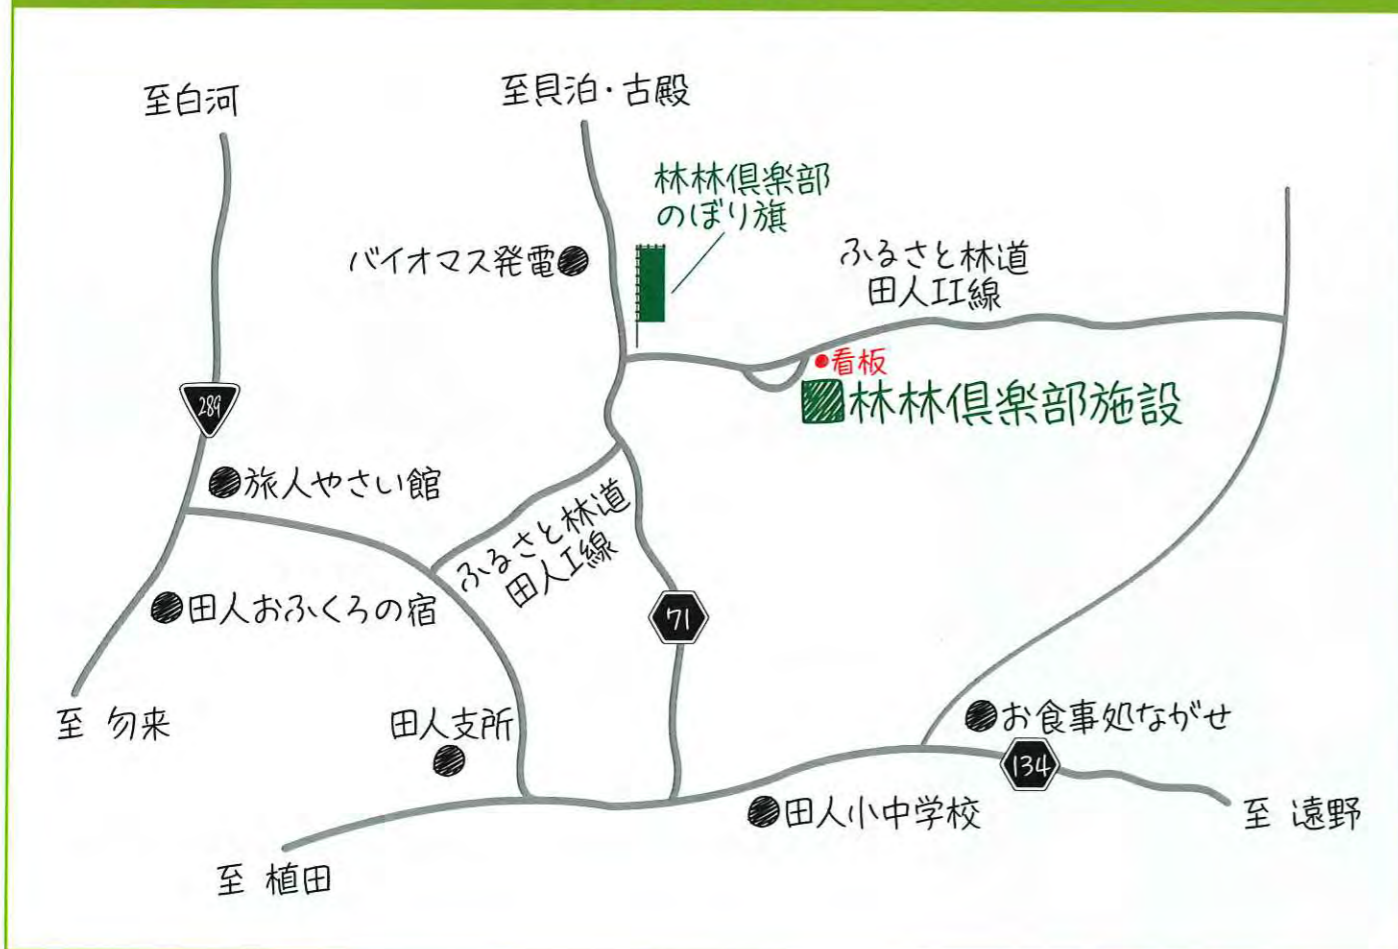 至白河
至貝泊・古殿
林林倶楽部
のぼり旗
バイオマス発電
ふるさと林道
田人II線
看板
林林倶楽部施設
289
旅人やさい館
ふるさと林道
田人I線
田人おふくろの宿
71
至 勿来
田人支所
お食事処ながせ
134
田人小中学校
至 遠野
至 植田